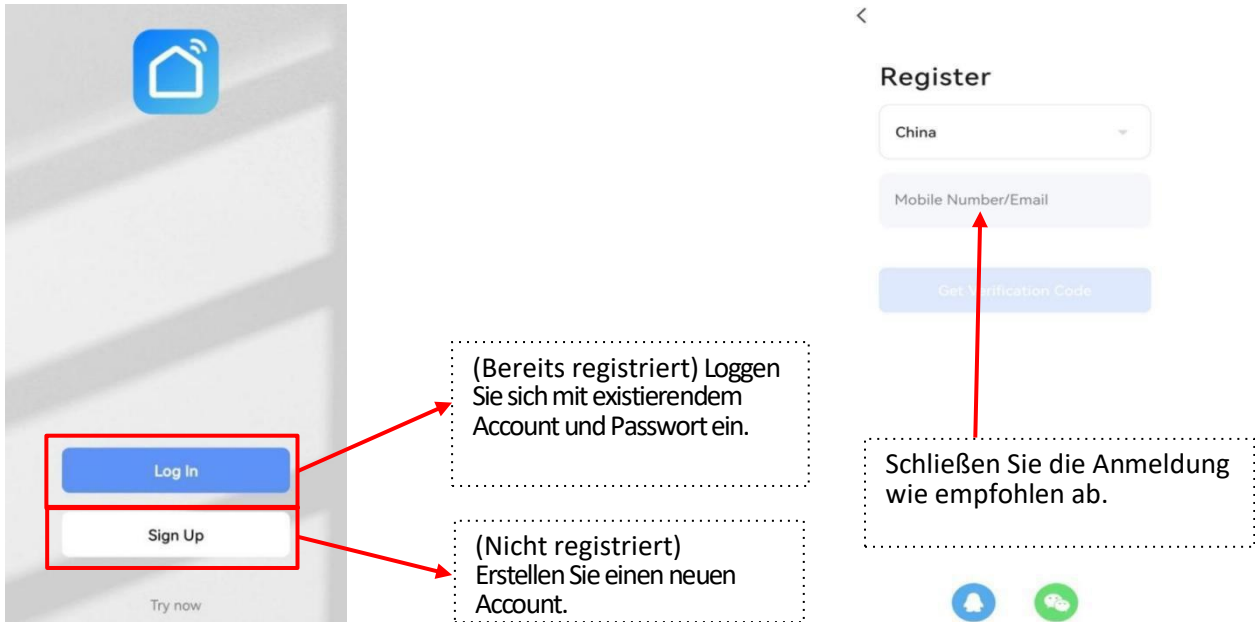 Log In
Sign Up
Try now
(Bereits registriert) Loggen
Sie sich mit existierendem
Account und Passwort ein.
(Nicht registriert)
Erstellen Sie einen neuen
Account.
Register
China
Mobile Number/Email
Get Verification Code
Schließen Sie die Anmeldung
wie empfohlen ab.